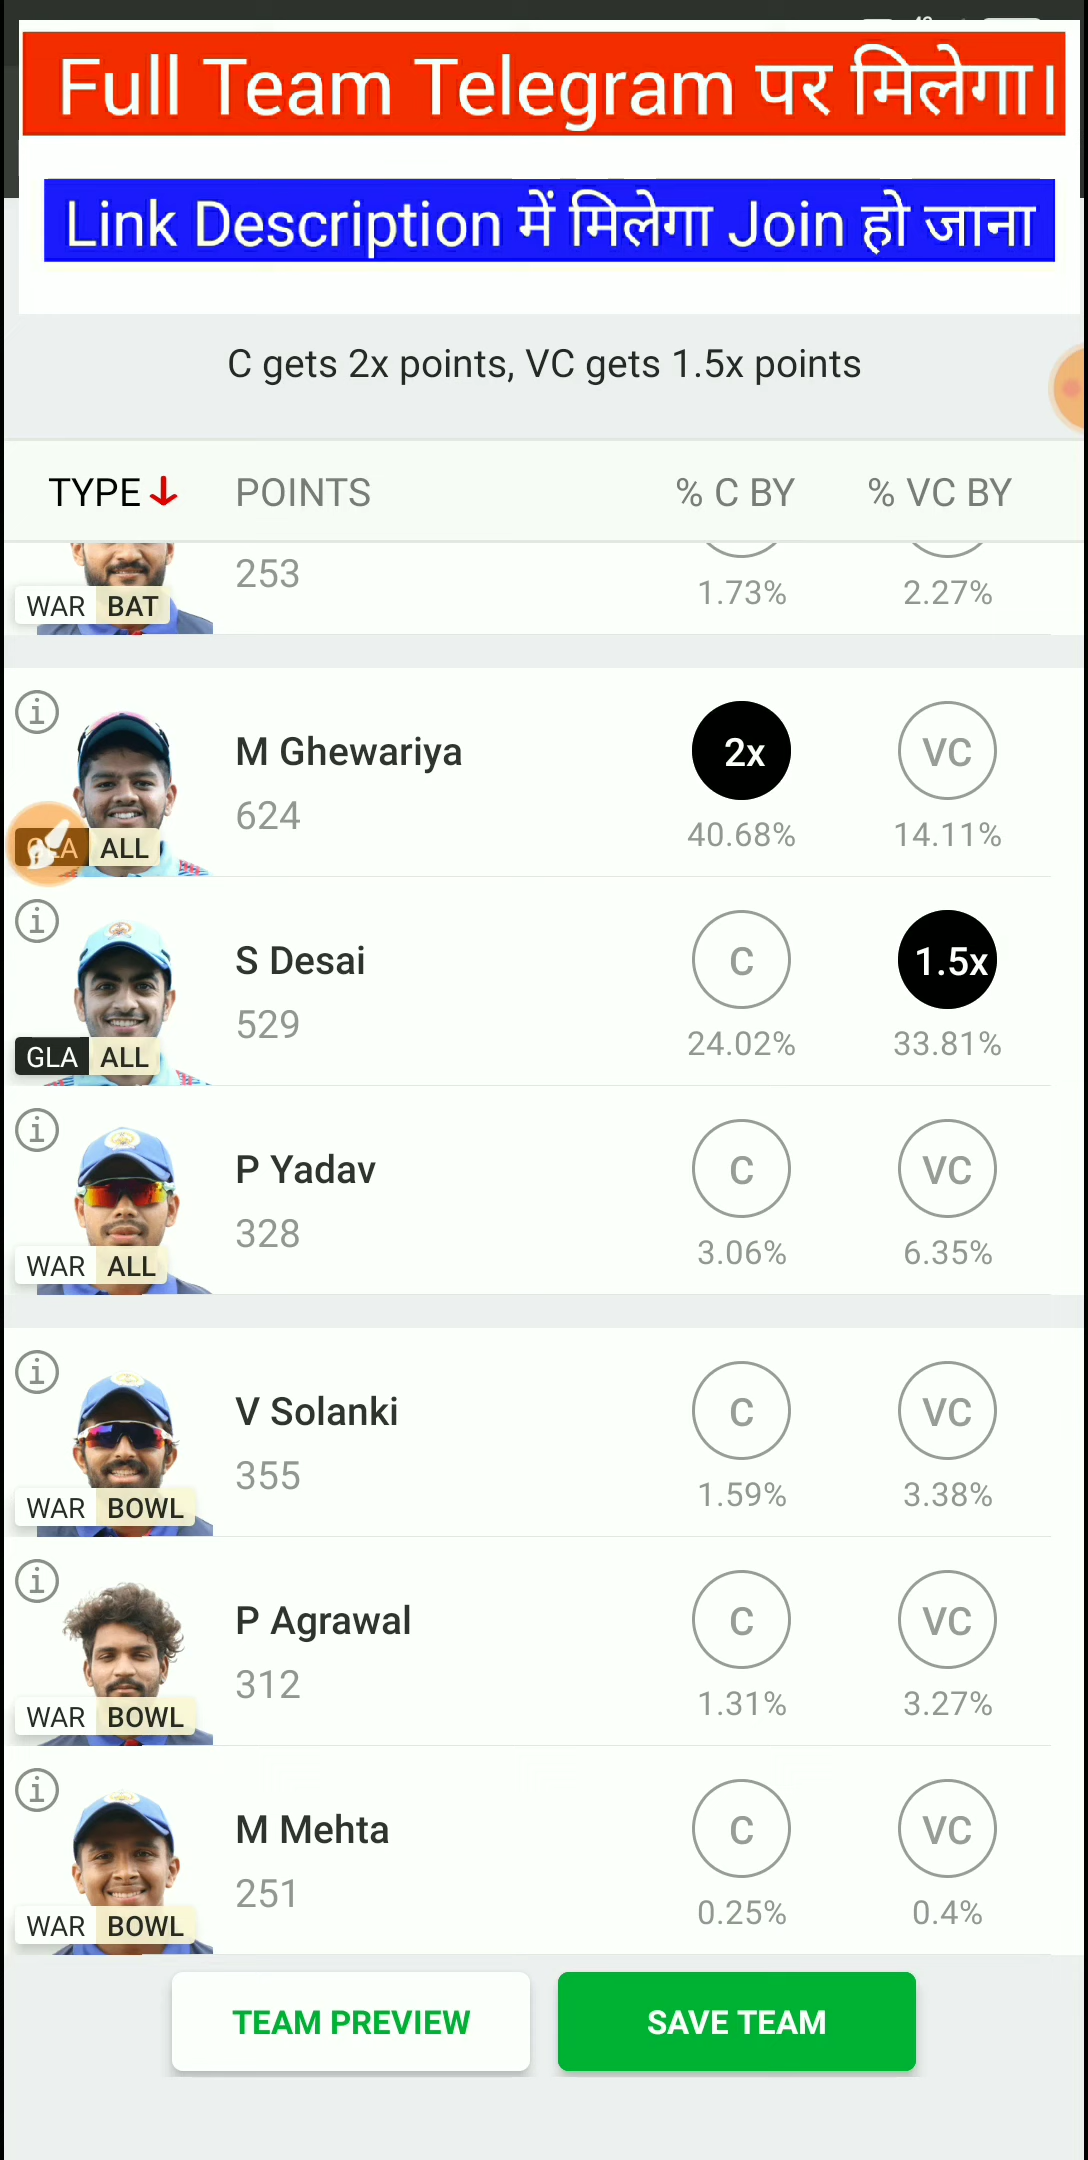 Full Team Telegram पर मिलेगा।
Link Description में मिलेगा Join हो जाना
C gets 2x points, VC gets 1.5x points
TYPE POINTS % C BY % VC BY
253
1.73% 2.27%
WAR BAT
M Ghewariya 2x VC
624
40.68% 14.11%
ALL
S Desai C 1.5x
529
24.02% 33.81%
GLA ALL
P Yadav C VC
328
3.06% 6.35%
WAR ALL
V Solanki C VC
355
1.59% 3.38%
WAR BOWL
P Agrawal C VC
312
1.31% 3.27%
WAR BOWL
M Mehta C VC
251
0.25% 0.4%
WAR BOWL
TEAM PREVIEW SAVE TEAM